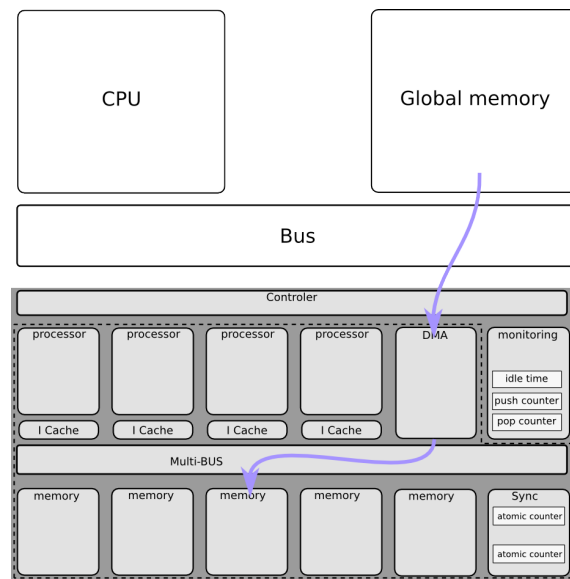 CPU
Global memory
Bus
Controler
processor
processor
processor
processor
DMA
monitoring
idle time
push counter
pop counter
I Cache
I Cache
I Cache
I Cache
Multi-BUS
memory
memory
memory
memory
memory
Sync
atomic counter
atomic counter